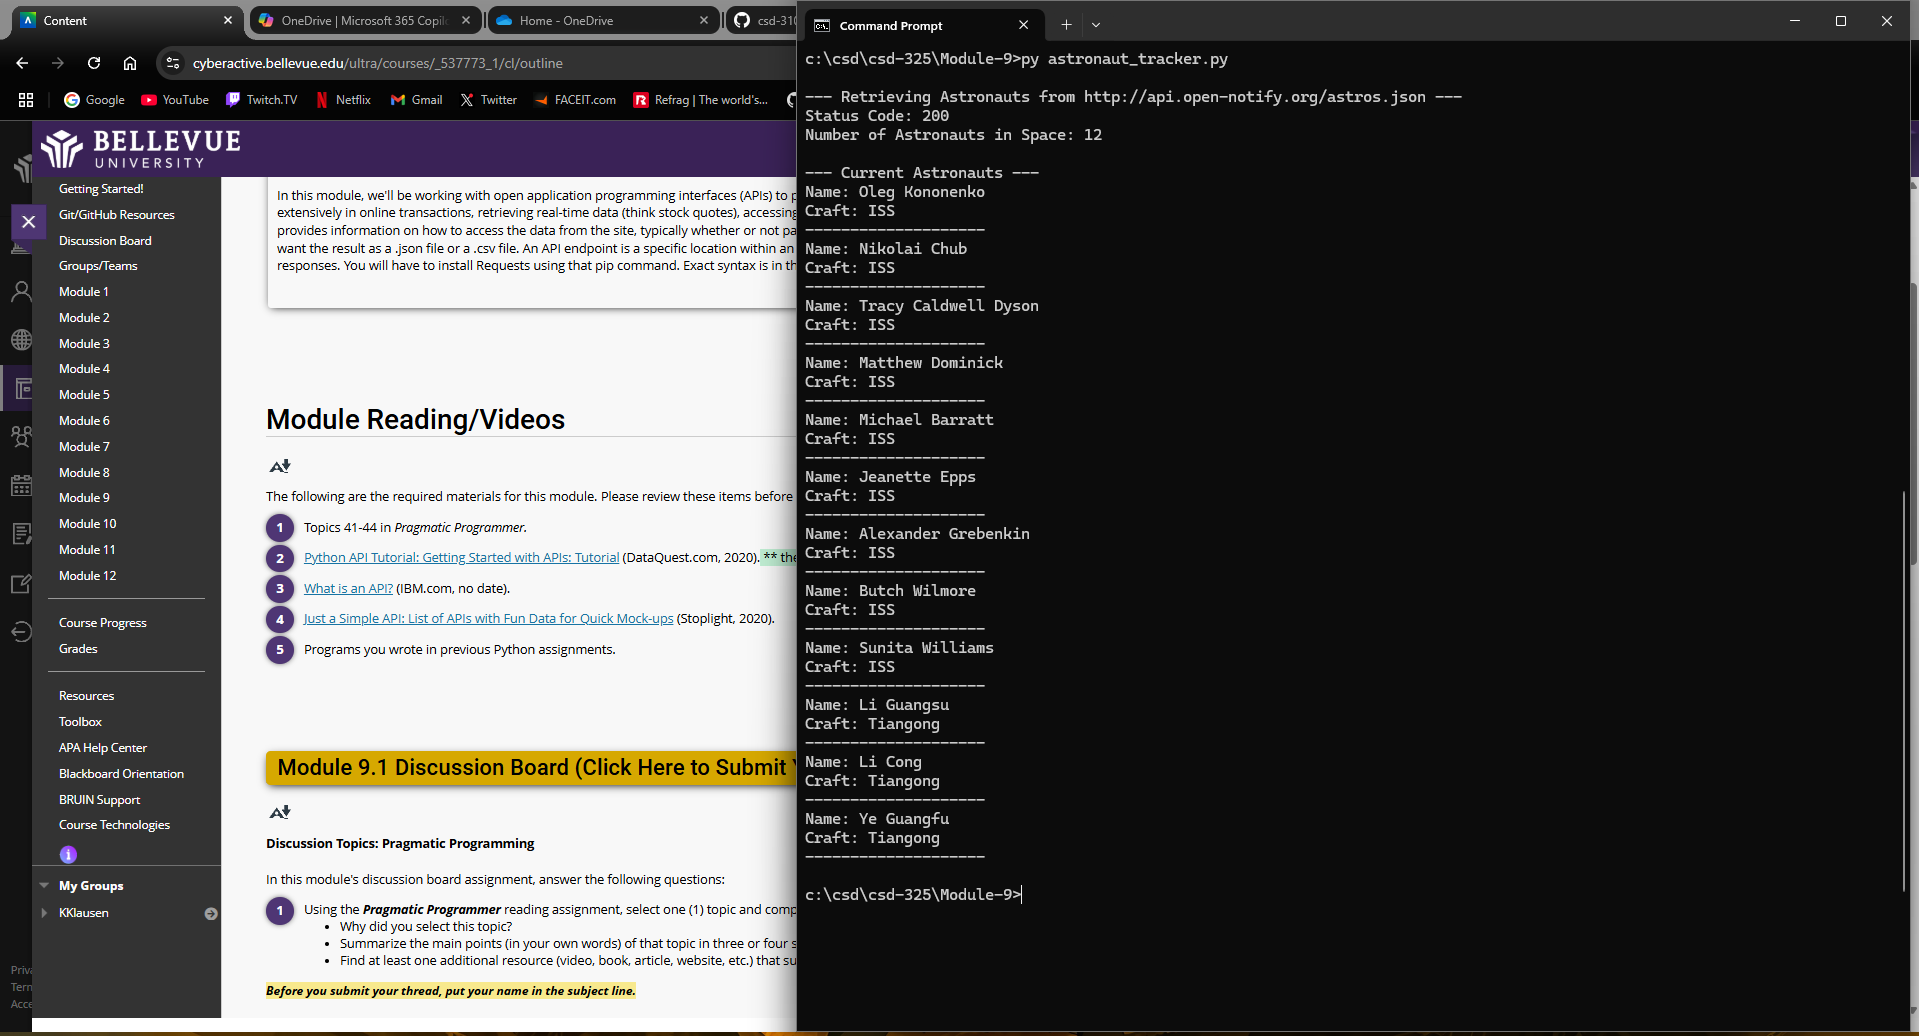 Content
OneDrive | Microsoft 365 Copil
Home - OneDrive
csd-310
cyberactive.bellevue.edu/ultra/courses/_537773_1/cl/outline
Google
YouTube
Twitch.TV
Netflix
Gmail
Twitter
FACEIT.com
Refrag | The world's...
BELLEVUE
UNIVERSITY
Getting Started!
Git/GitHub Resources
Discussion Board
Groups/Teams
Module 1
Module 2
Module 3
Module 4
Module 5
Module 6
Module 7
Module 8
Module 9
Module 10
Module 11
Module 12
Course Progress
Grades
Resources
Toolbox
APA Help Center
Blackboard Orientation
BRUIN Support
Course Technologies
My Groups
KKlausen
Priva
Term
Acce
In this module, we'll be working with open application programming interfaces (APIs) to p
extensively in online transactions, retrieving real-time data (think stock quotes), accessing
provides information on how to access the data from the site, typically whether or not pa
want the result as a .json file or a .csv file. An API endpoint is a specific location within an
responses. You will have to install Requests using that pip command. Exact syntax is in th
Module Reading/Videos
The following are the required materials for this module. Please review these items before
1 Topics 41-44 in Pragmatic Programmer.
2 Python API Tutorial: Getting Started with APIs: Tutorial (DataQuest.com, 2020). ** the
3 What is an API? (IBM.com, no date).
4 Just a Simple API: List of APIs with Fun Data for Quick Mock-ups (Stoplight, 2020).
5 Programs you wrote in previous Python assignments.
Module 9.1 Discussion Board (Click Here to Submit Y
Discussion Topics: Pragmatic Programming
In this module's discussion board assignment, answer the following questions:
1 Using the Pragmatic Programmer reading assignment, select one (1) topic and comp
• Why did you select this topic?
• Summarize the main points (in your own words) of that topic in three or four s
• Find at least one additional resource (video, book, article, website, etc.) that su
Before you submit your thread, put your name in the subject line.
Command Prompt
c:\csd\csd-325\Module-9>py astronaut_tracker.py
--- Retrieving Astronauts from http://api.open-notify.org/astros.json ---
Status Code: 200
Number of Astronauts in Space: 12
--- Current Astronauts ---
Name: Oleg Kononenko
Craft: ISS
--------------------
Name: Nikolai Chub
Craft: ISS
--------------------
Name: Tracy Caldwell Dyson
Craft: ISS
--------------------
Name: Matthew Dominick
Craft: ISS
--------------------
Name: Michael Barratt
Craft: ISS
--------------------
Name: Jeanette Epps
Craft: ISS
--------------------
Name: Alexander Grebenkin
Craft: ISS
--------------------
Name: Butch Wilmore
Craft: ISS
--------------------
Name: Sunita Williams
Craft: ISS
--------------------
Name: Li Guangsu
Craft: Tiangong
--------------------
Name: Li Cong
Craft: Tiangong
--------------------
Name: Ye Guangfu
Craft: Tiangong
--------------------
c:\csd\csd-325\Module-9>